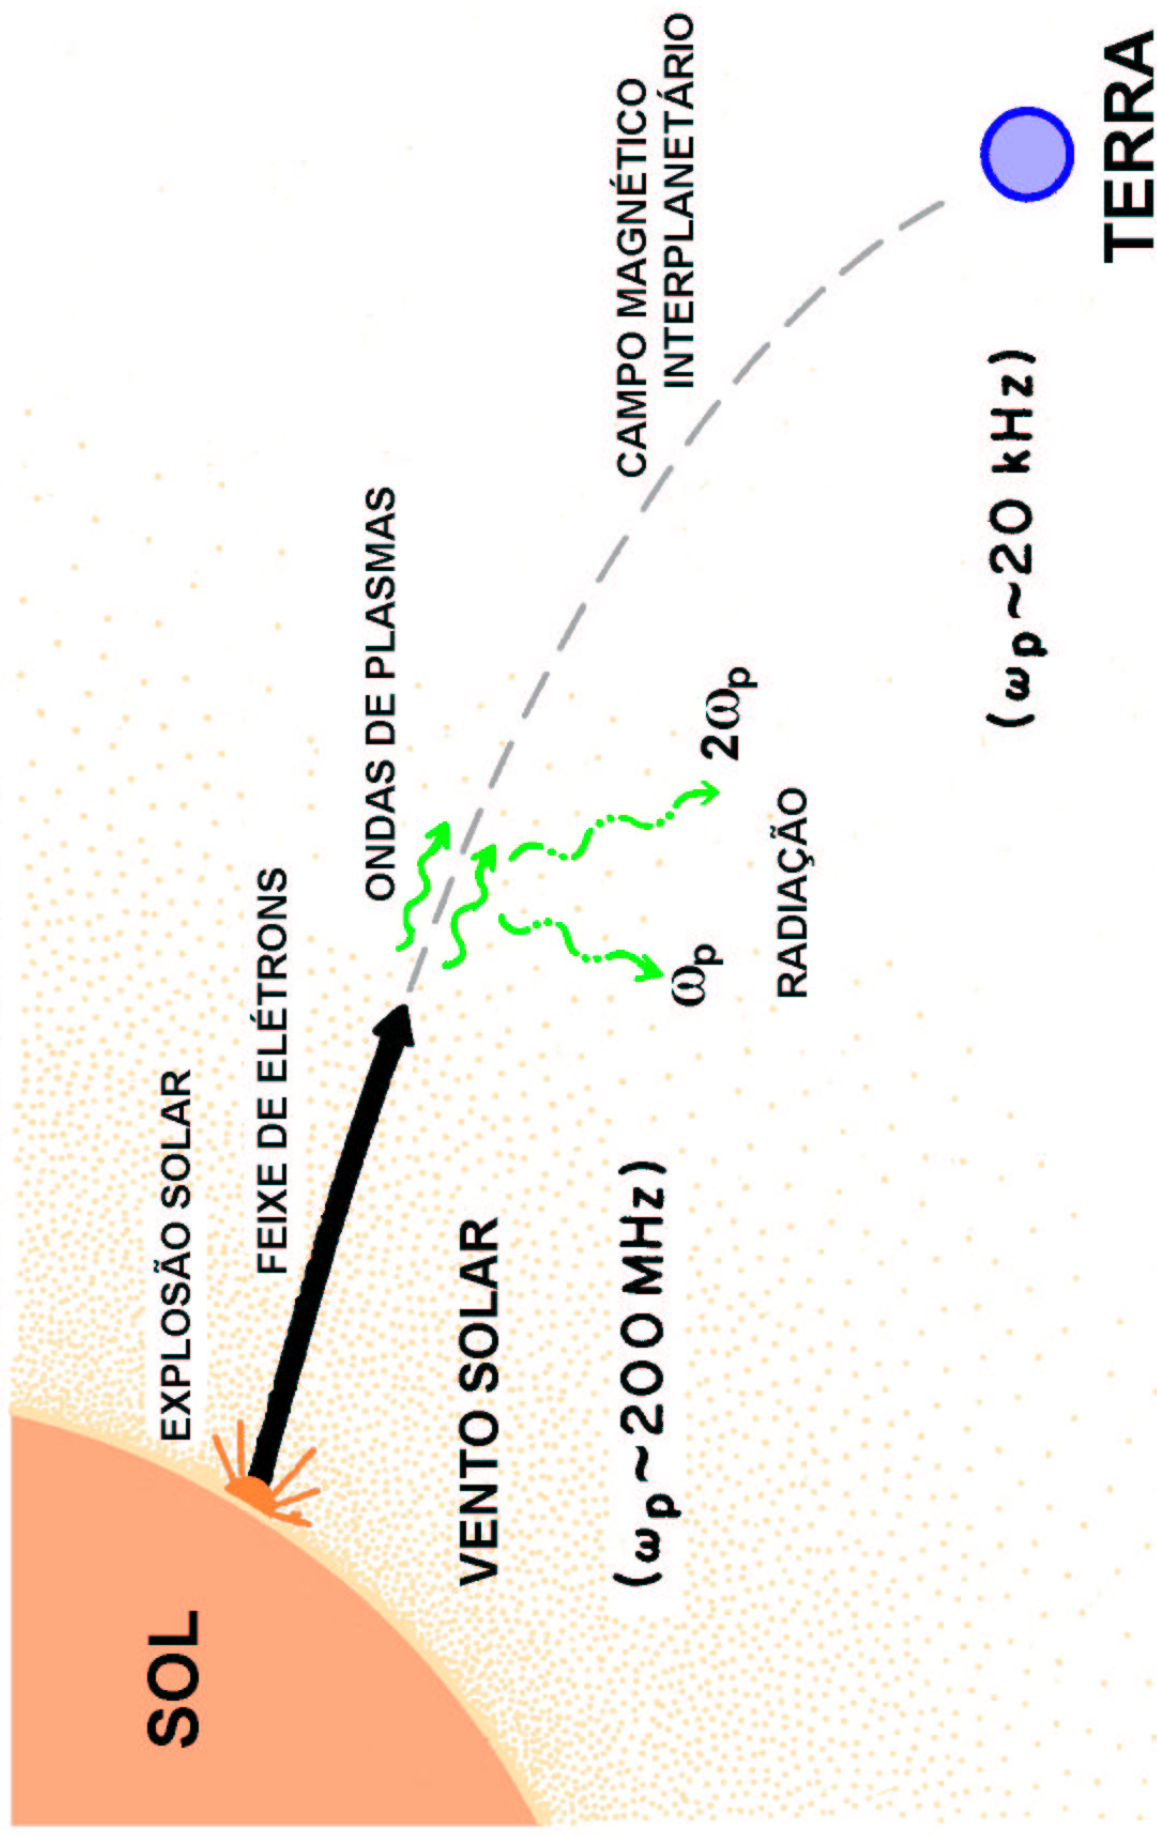 SOL
EXPLOSÃO SOLAR
FEIXE DE ELÉTRONS
ONDAS DE PLASMAS
CAMPO MAGNÉTICO
INTERPLANETÁRIO
VENTO SOLAR
(ωp ~ 200 MHz)
ωp
2ωp
RADIAÇÃO
(ωp ~ 20 kHz)
TERRA